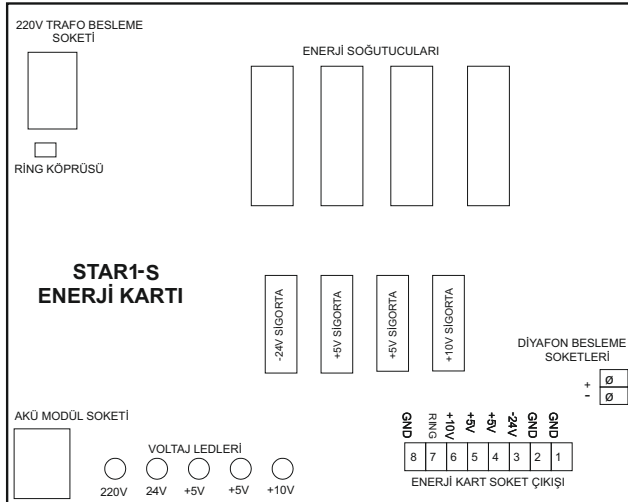 220V TRAFO BESLEME
SOKETİ
ENERJİ SOĞUTUCULARI
RİNG KÖPRÜSÜ
STAR1-S
ENERJİ KARTI
-24V SİGORTA
+5V SİGORTA
+5V SİGORTA
+10V SİGORTA
DİYAFON BESLEME
SOKETLERİ
+ Ø
- Ø
AKÜ MODÜL SOKETİ
VOLTAJ LEDLERİ
220V 24V +5V +5V +10V
GND RING +10V +5V +5V -24V GND GND
8 7 6 5 4 3 2 1
ENERJİ KART SOKET ÇIKIŞI